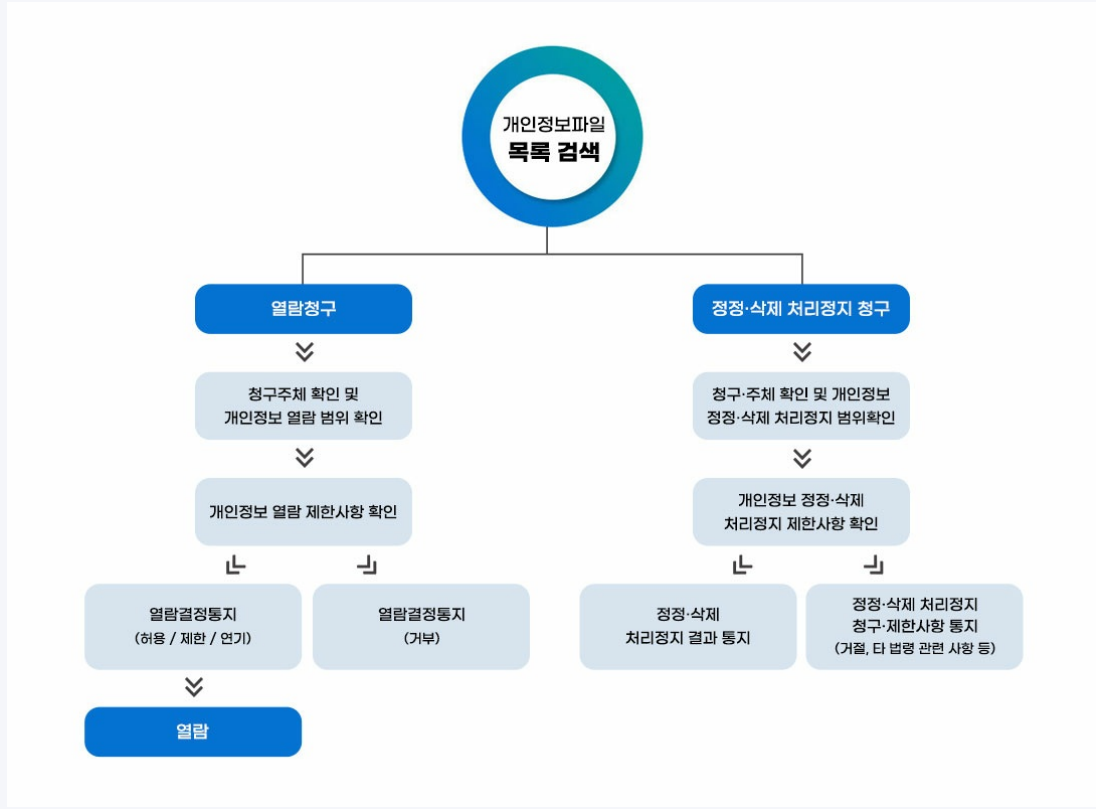 개인정보파일
목록 검색
열람청구
청구주체 확인 및
개인정보 열람 범위 확인
개인정보 열람 제한사항 확인
열람결정통지
(허용 / 제한 / 연기)
열람결정통지
(거부)
열람
정정·삭제 처리정지 청구
청구·주체 확인 및 개인정보
정정·삭제 처리정지 범위확인
개인정보 정정·삭제
처리정지 제한사항 확인
정정·삭제
처리정지 결과 통지
정정·삭제 처리정지
청구·제한사항 통지
(거절, 타 법령 관련 사항 등)